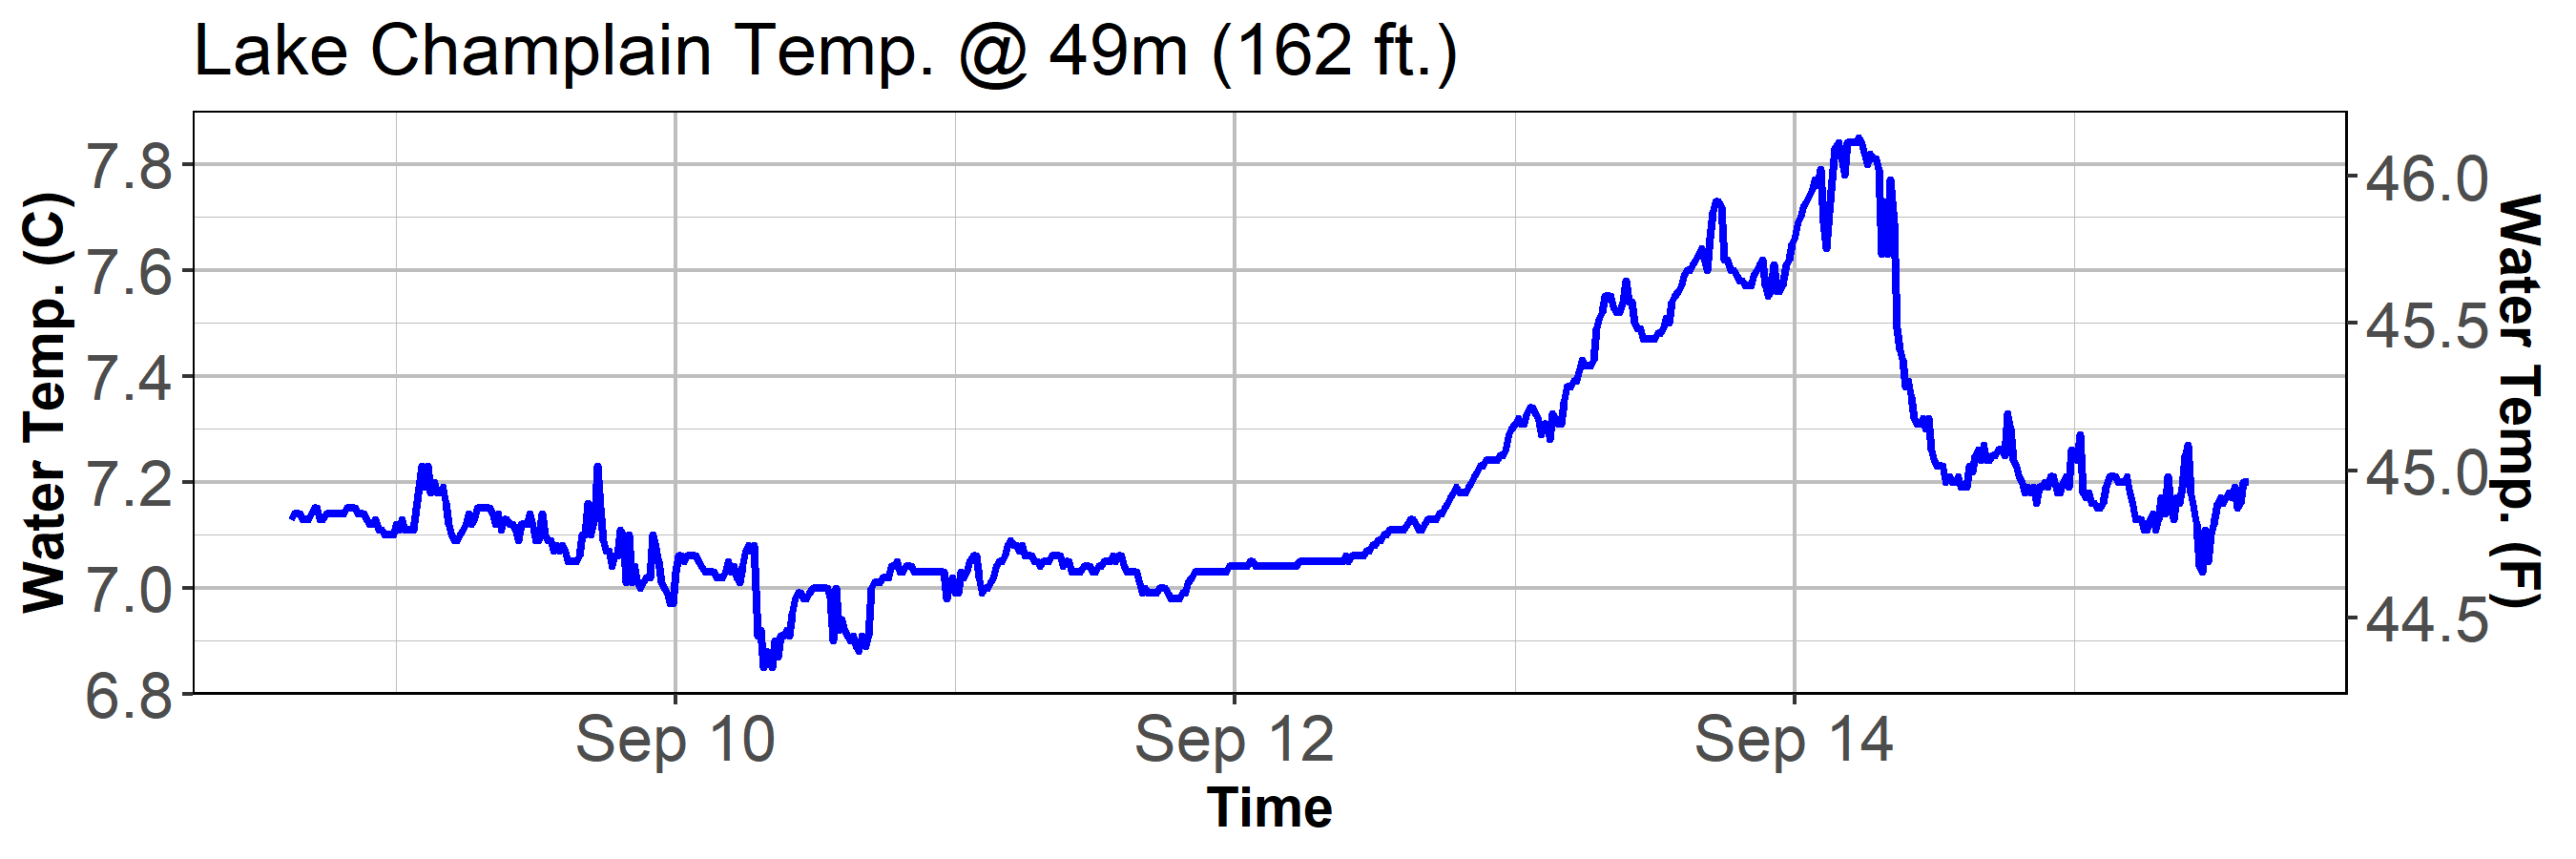 Lake Champlain Temp. @ 49m (162 ft.)
Water Temp. (C)
7.8
7.6
7.4
7.2
7.0
6.8
46.0
45.5
45.0
44.5
Water Temp. (F)
Sep 10 Sep 12 Sep 14
Time